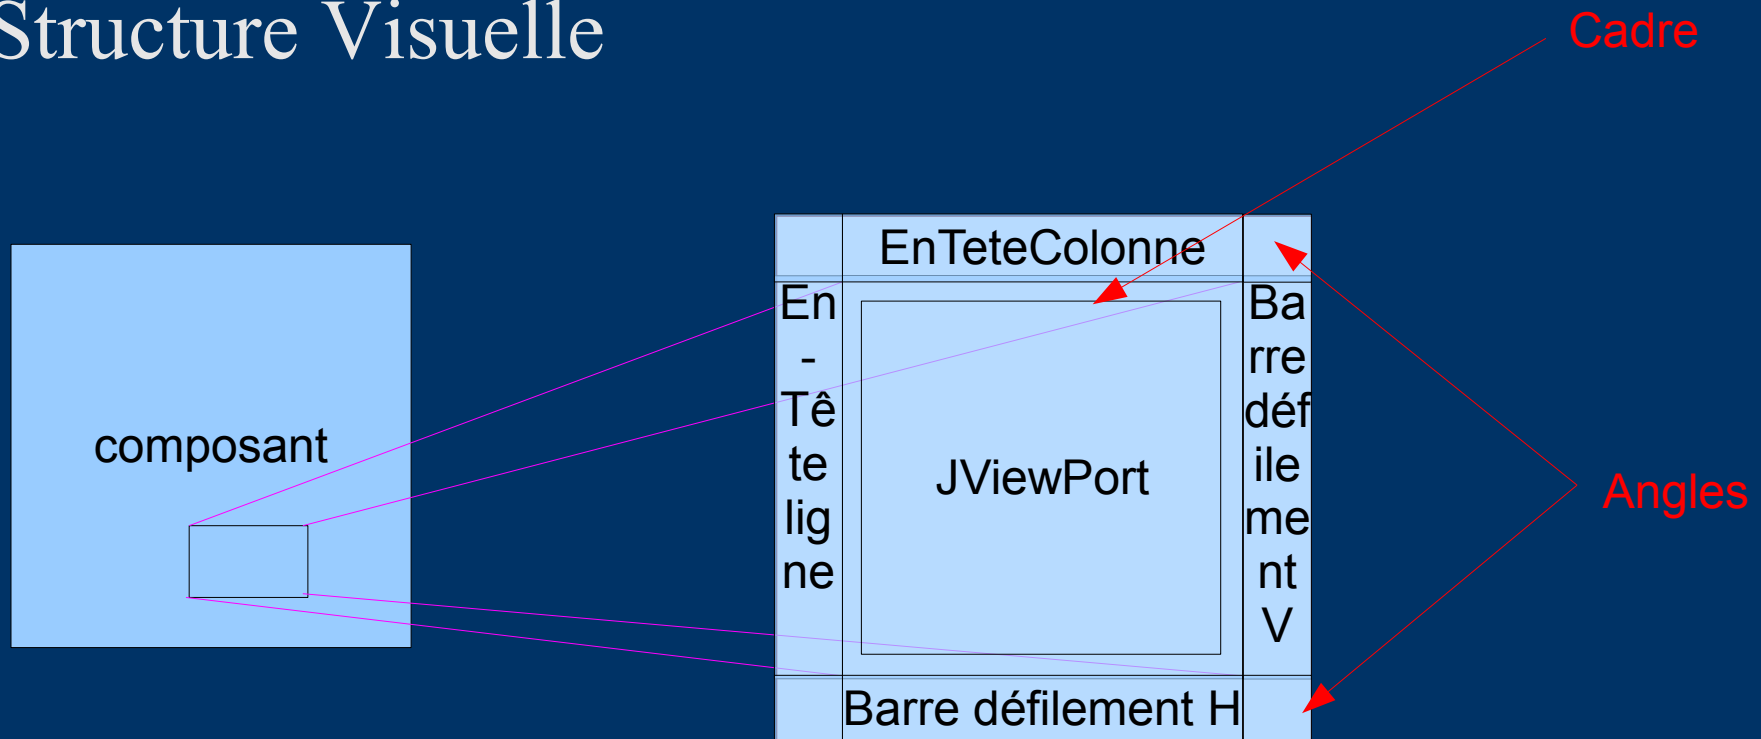 Structure Visuelle
Cadre
EnTeteColonne
composant
En
-
Tê
te
lig
ne
JViewPort
Ba
rre
déf
ile
me
nt
V
Angles
Barre défilement H